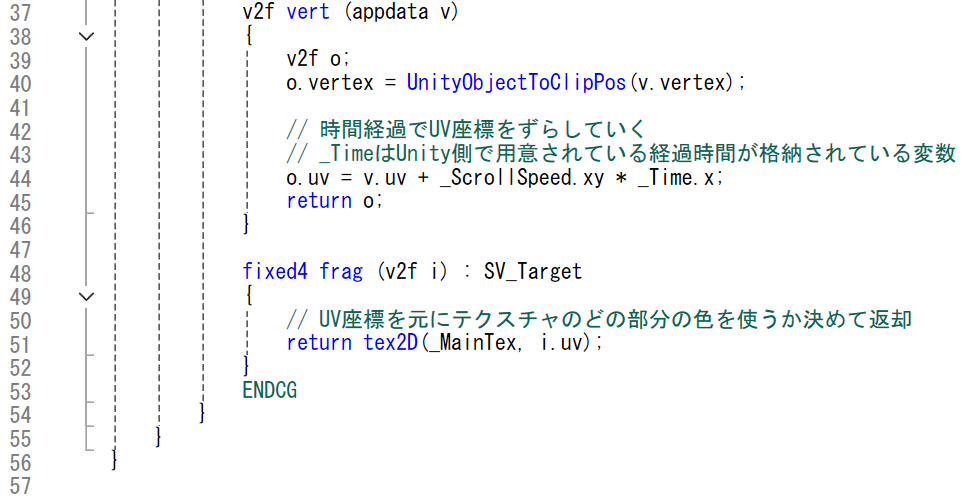 37 v2f vert (appdata v)
38 {
39 v2f o;
40 o.vertex = UnityObjectToClipPos(v.vertex);
41
42 // 時間経過でUV座標をずらしていく
43 // _TimeはUnity側で用意されている経過時間が格納されている変数
44 o.uv = v.uv + _ScrollSpeed.xy * _Time.x;
45 return o;
46 }
47
48 fixed4 frag (v2f i) : SV_Target
49 {
50 // UV座標を元にテクスチャのどの部分の色を使うか決めて返却
51 return tex2D(_MainTex, i.uv);
52 }
53 ENDCG
54 }
55 }
56 }
57